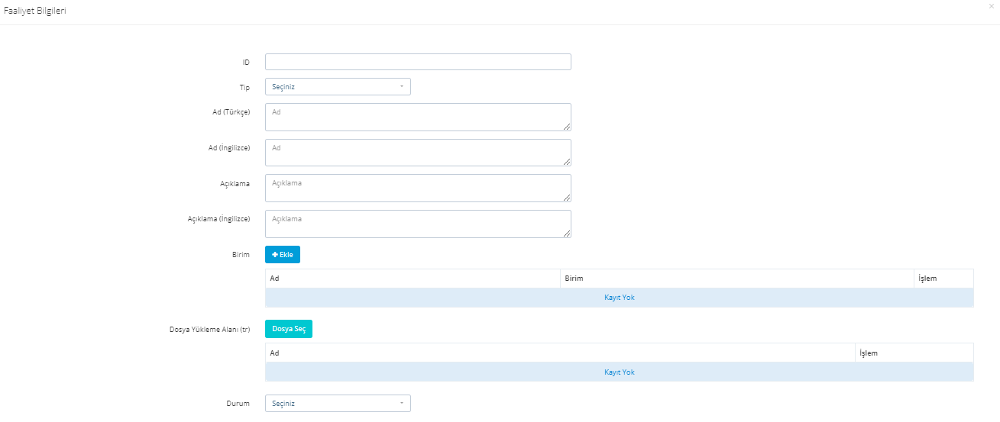 Faaliyet Bilgileri
×
ID
Tip Seçiniz
Ad (Türkçe) Ad
Ad (İngilizce) Ad
Açıklama Açıklama
Açıklama (İngilizce) Açıklama
Birim + Ekle
Ad Birim İşlem
Kayıt Yok
Dosya Yükleme Alanı (tr) Dosya Seç
Ad İşlem
Kayıt Yok
Durum Seçiniz